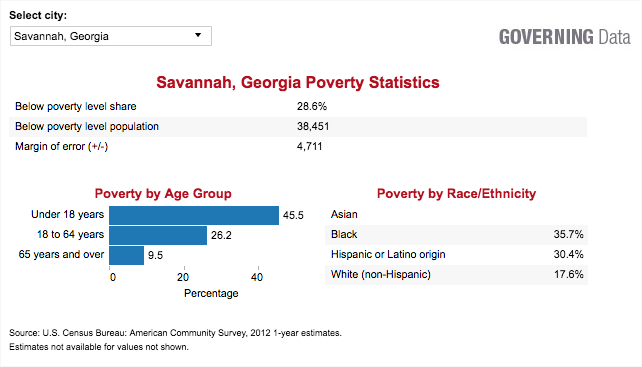 Select city:
Savannah, Georgia
GOVERNING Data
Savannah, Georgia Poverty Statistics
Below poverty level share 28.6%
Below poverty level population 38,451
Margin of error (+/-) 4,711
Poverty by Age Group
Under 18 years 45.5
18 to 64 years 26.2
65 years and over 9.5
0 20 40
Percentage
Poverty by Race/Ethnicity
Asian
Black 35.7%
Hispanic or Latino origin 30.4%
White (non-Hispanic) 17.6%
Source: U.S. Census Bureau: American Community Survey, 2012 1-year estimates.
Estimates not available for values not shown.